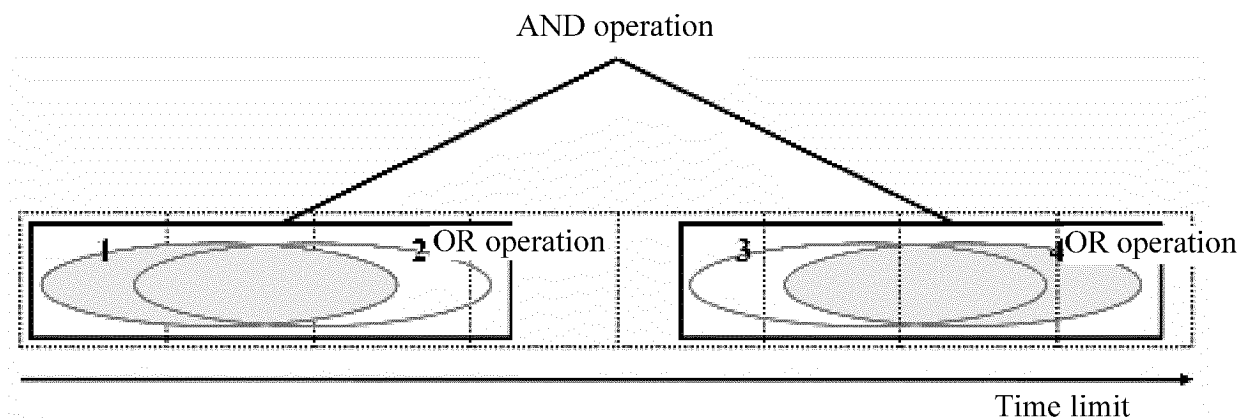 AND operation
1
2
OR operation
3
4
OR operation
Time limit